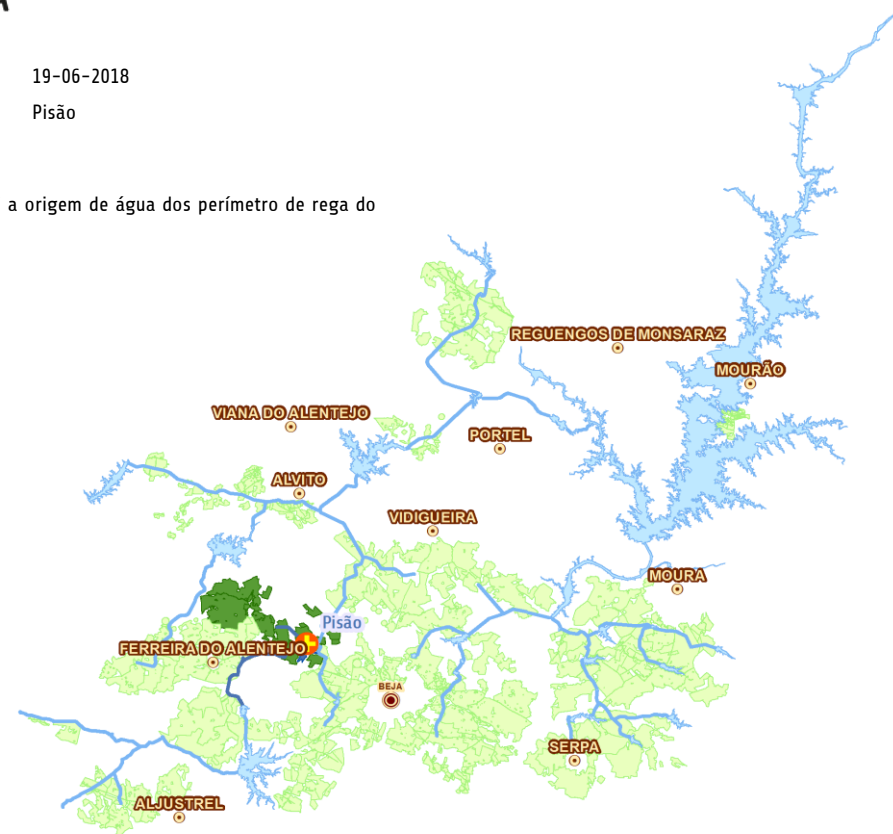 19-06-2018
Pisão
a origem de água dos perímetro de rega do
REGUENGOS DE MONSARAZ
MOURÃO
VIANA DO ALENTEJO
PORTEL
ALVITO
VIDIGUEIRA
MOURA
Pisão
FERREIRA DO ALENTEJO
BEJA
SERPA
ALJUSTREL